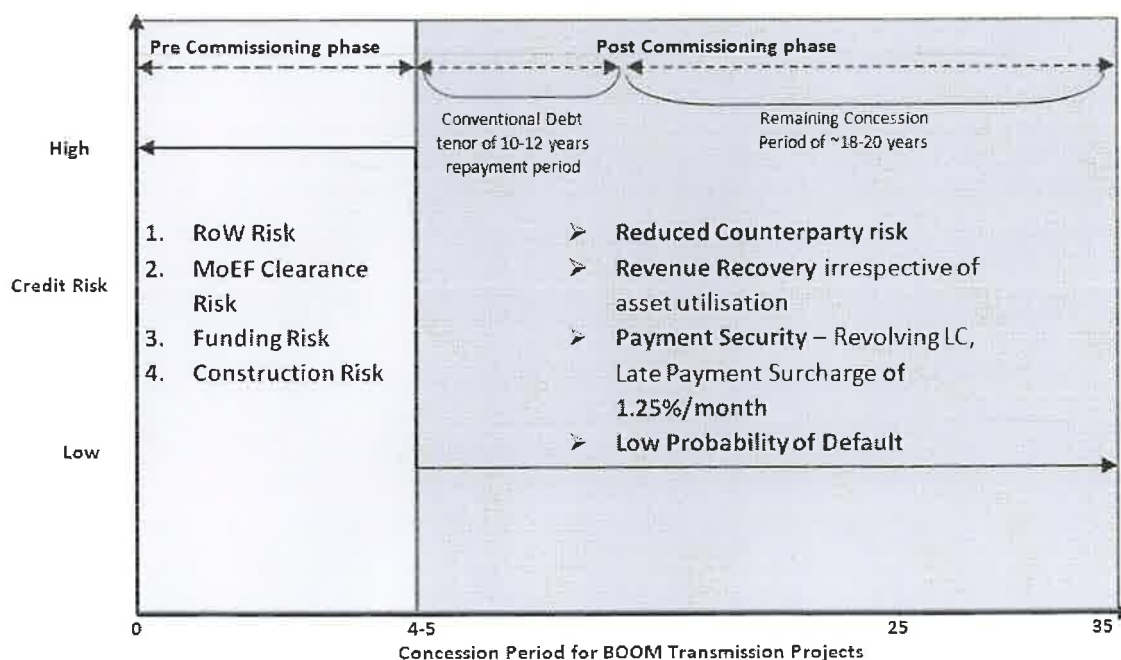 Pre Commissioning phase
Post Commissioning phase
Conventional Debt
tenor of 10-12 years
repayment period
Remaining Concession
Period of ~18-20 years
High
Credit Risk
Low
1. RoW Risk
2. MoEF Clearance
Risk
3. Funding Risk
4. Construction Risk
➢ Reduced Counterparty risk
➢ Revenue Recovery irrespective of
asset utilisation
➢ Payment Security – Revolving LC,
Late Payment Surcharge of
1.25%/month
➢ Low Probability of Default
0
4-5
25
35
Concession Period for BOOM Transmission Projects